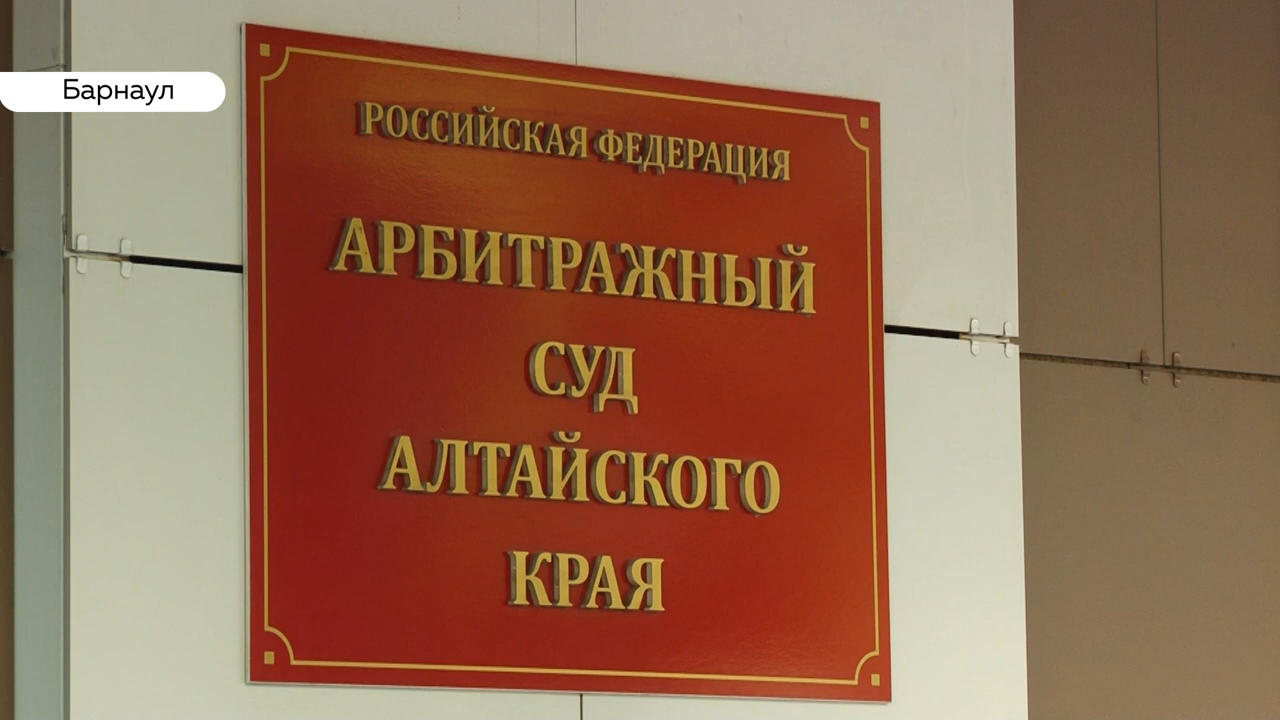 Барнаул
РОССИЙСКАЯ ФЕДЕРАЦИЯ
АРБИТРАЖНЫЙ
СУД
АЛТАЙСКОГО
КРАЯ